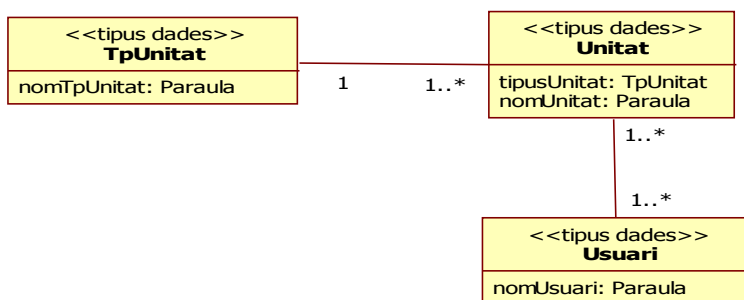 <<tipus dades>>
TpUnitat
nomTpUnitat: Paraula
1
1..*
<<tipus dades>>
Unitat
tipusUnitat: TpUnitat
nomUnitat: Paraula
1..*
1..*
<<tipus dades>>
Usuari
nomUsuari: Paraula